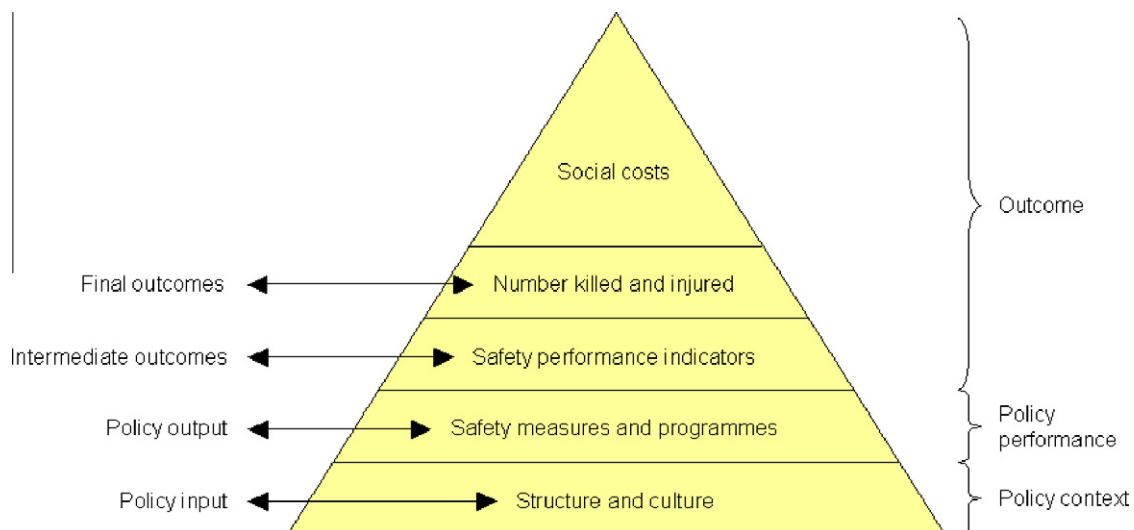 Social costs
Outcome
Final outcomes
Number killed and injured
Intermediate outcomes
Safety performance indicators
Policy output
Safety measures and programmes
Policy
performance
Policy input
Structure and culture
Policy context